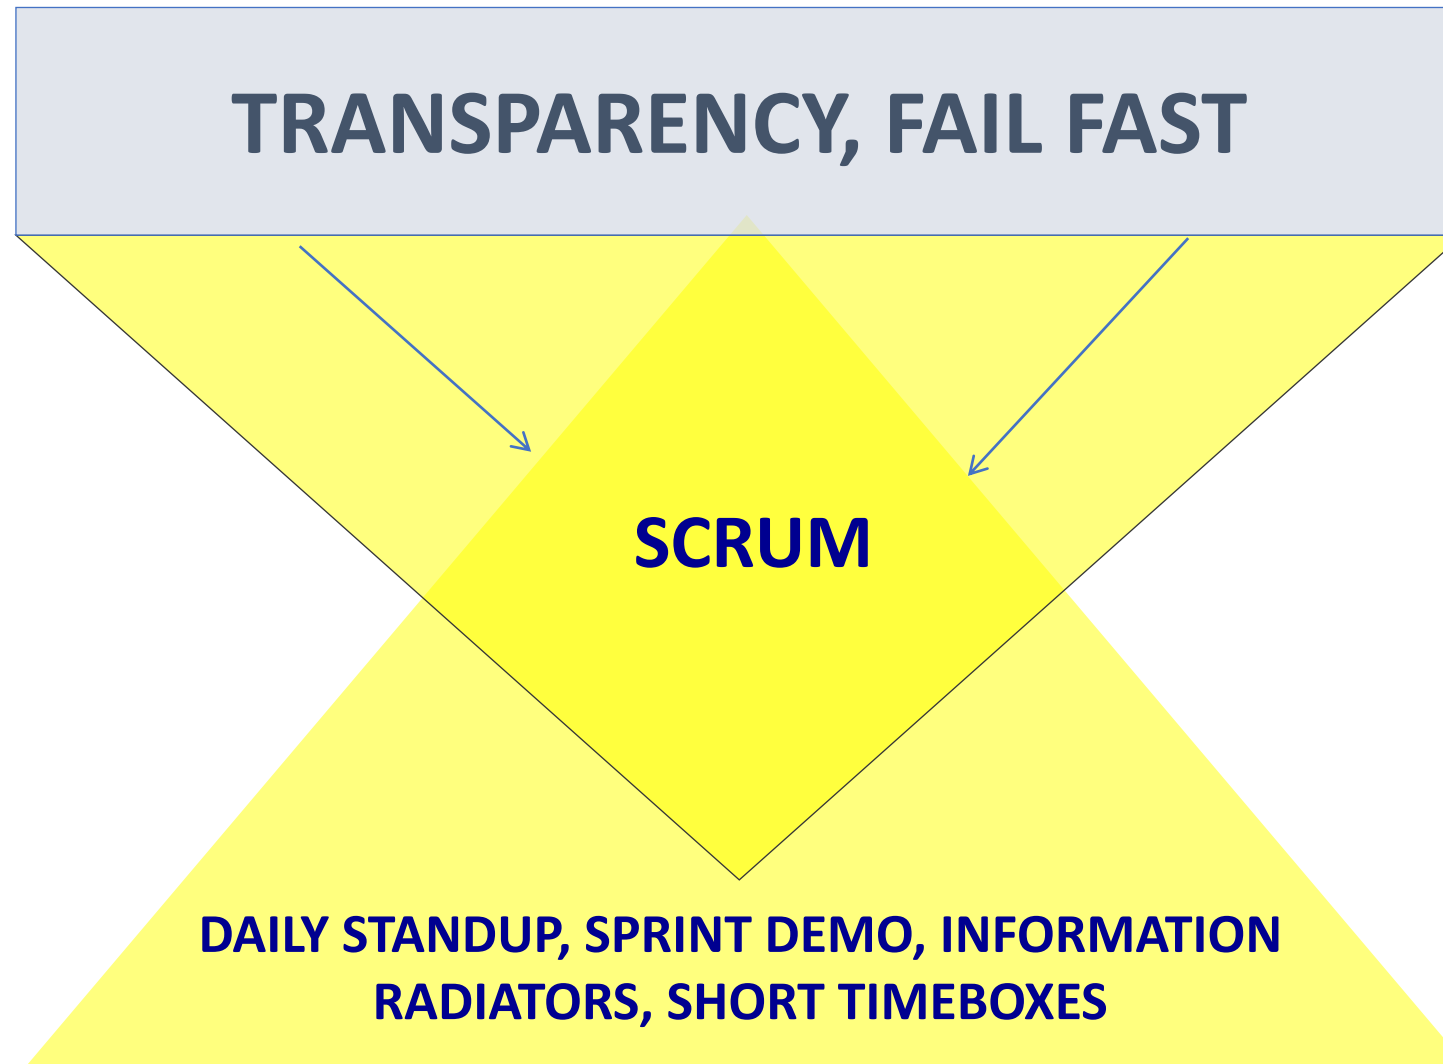 TRANSPARENCY, FAIL FAST
SCRUM
DAILY STANDUP, SPRINT DEMO, INFORMATION
RADIATORS, SHORT TIMEBOXES